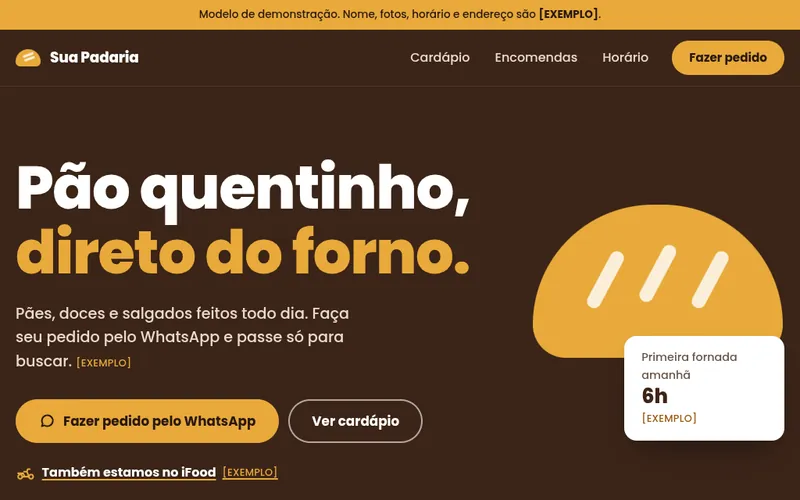 Modelo de demonstração. Nome, fotos, horário e endereço são [EXEMPLO].
Sua Padaria
Cardápio
Encomendas
Horário
Fazer pedido
Pão quentinho,
direto do forno.
Pães, doces e salgados feitos todo dia. Faça
seu pedido pelo WhatsApp e passe só para
buscar. [EXEMPLO]
Fazer pedido pelo WhatsApp
Ver cardápio
Também estamos no iFood [EXEMPLO]
Primeira fornada
amanhã
6h
[EXEMPLO]